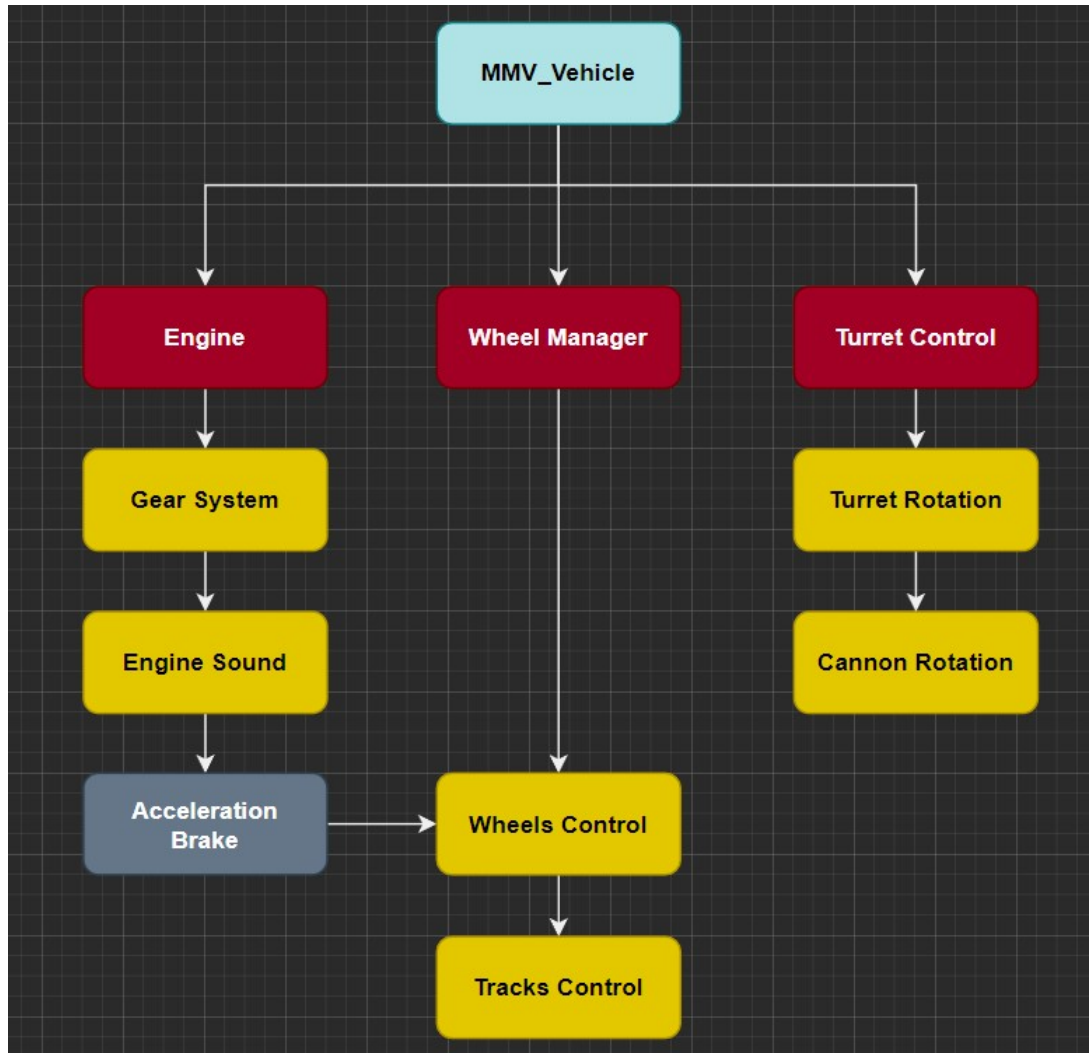 MMV_Vehicle
Engine
Wheel Manager
Turret Control
Gear System
Turret Rotation
Engine Sound
Cannon Rotation
Acceleration
Brake
Wheels Control
Tracks Control